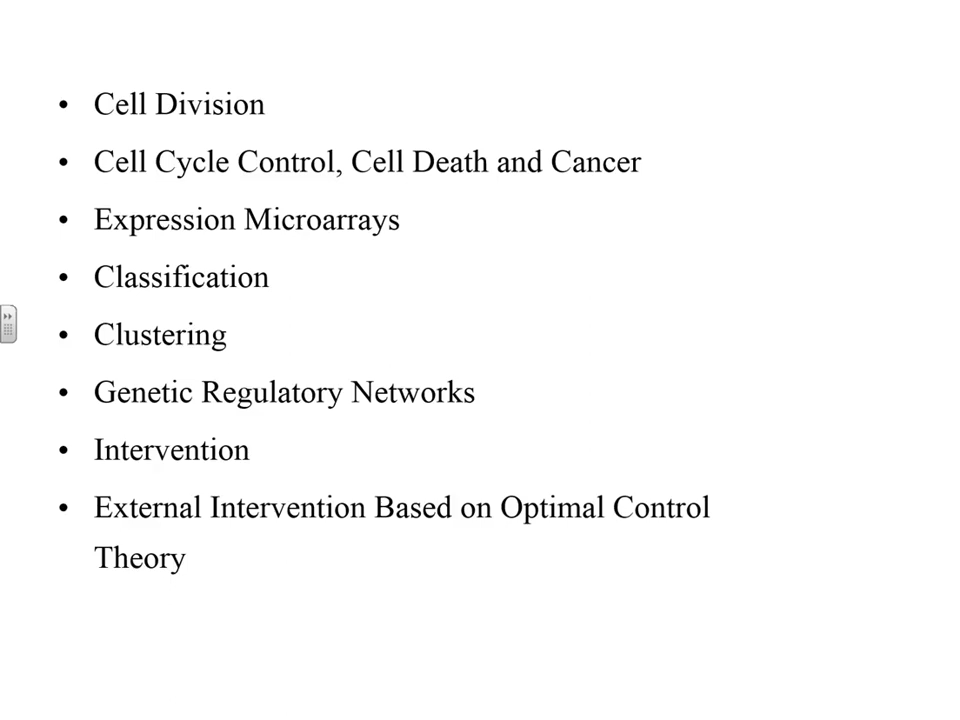 • Cell Division
• Cell Cycle Control, Cell Death and Cancer
• Expression Microarrays
• Classification
• Clustering
• Genetic Regulatory Networks
• Intervention
• External Intervention Based on Optimal Control
Theory